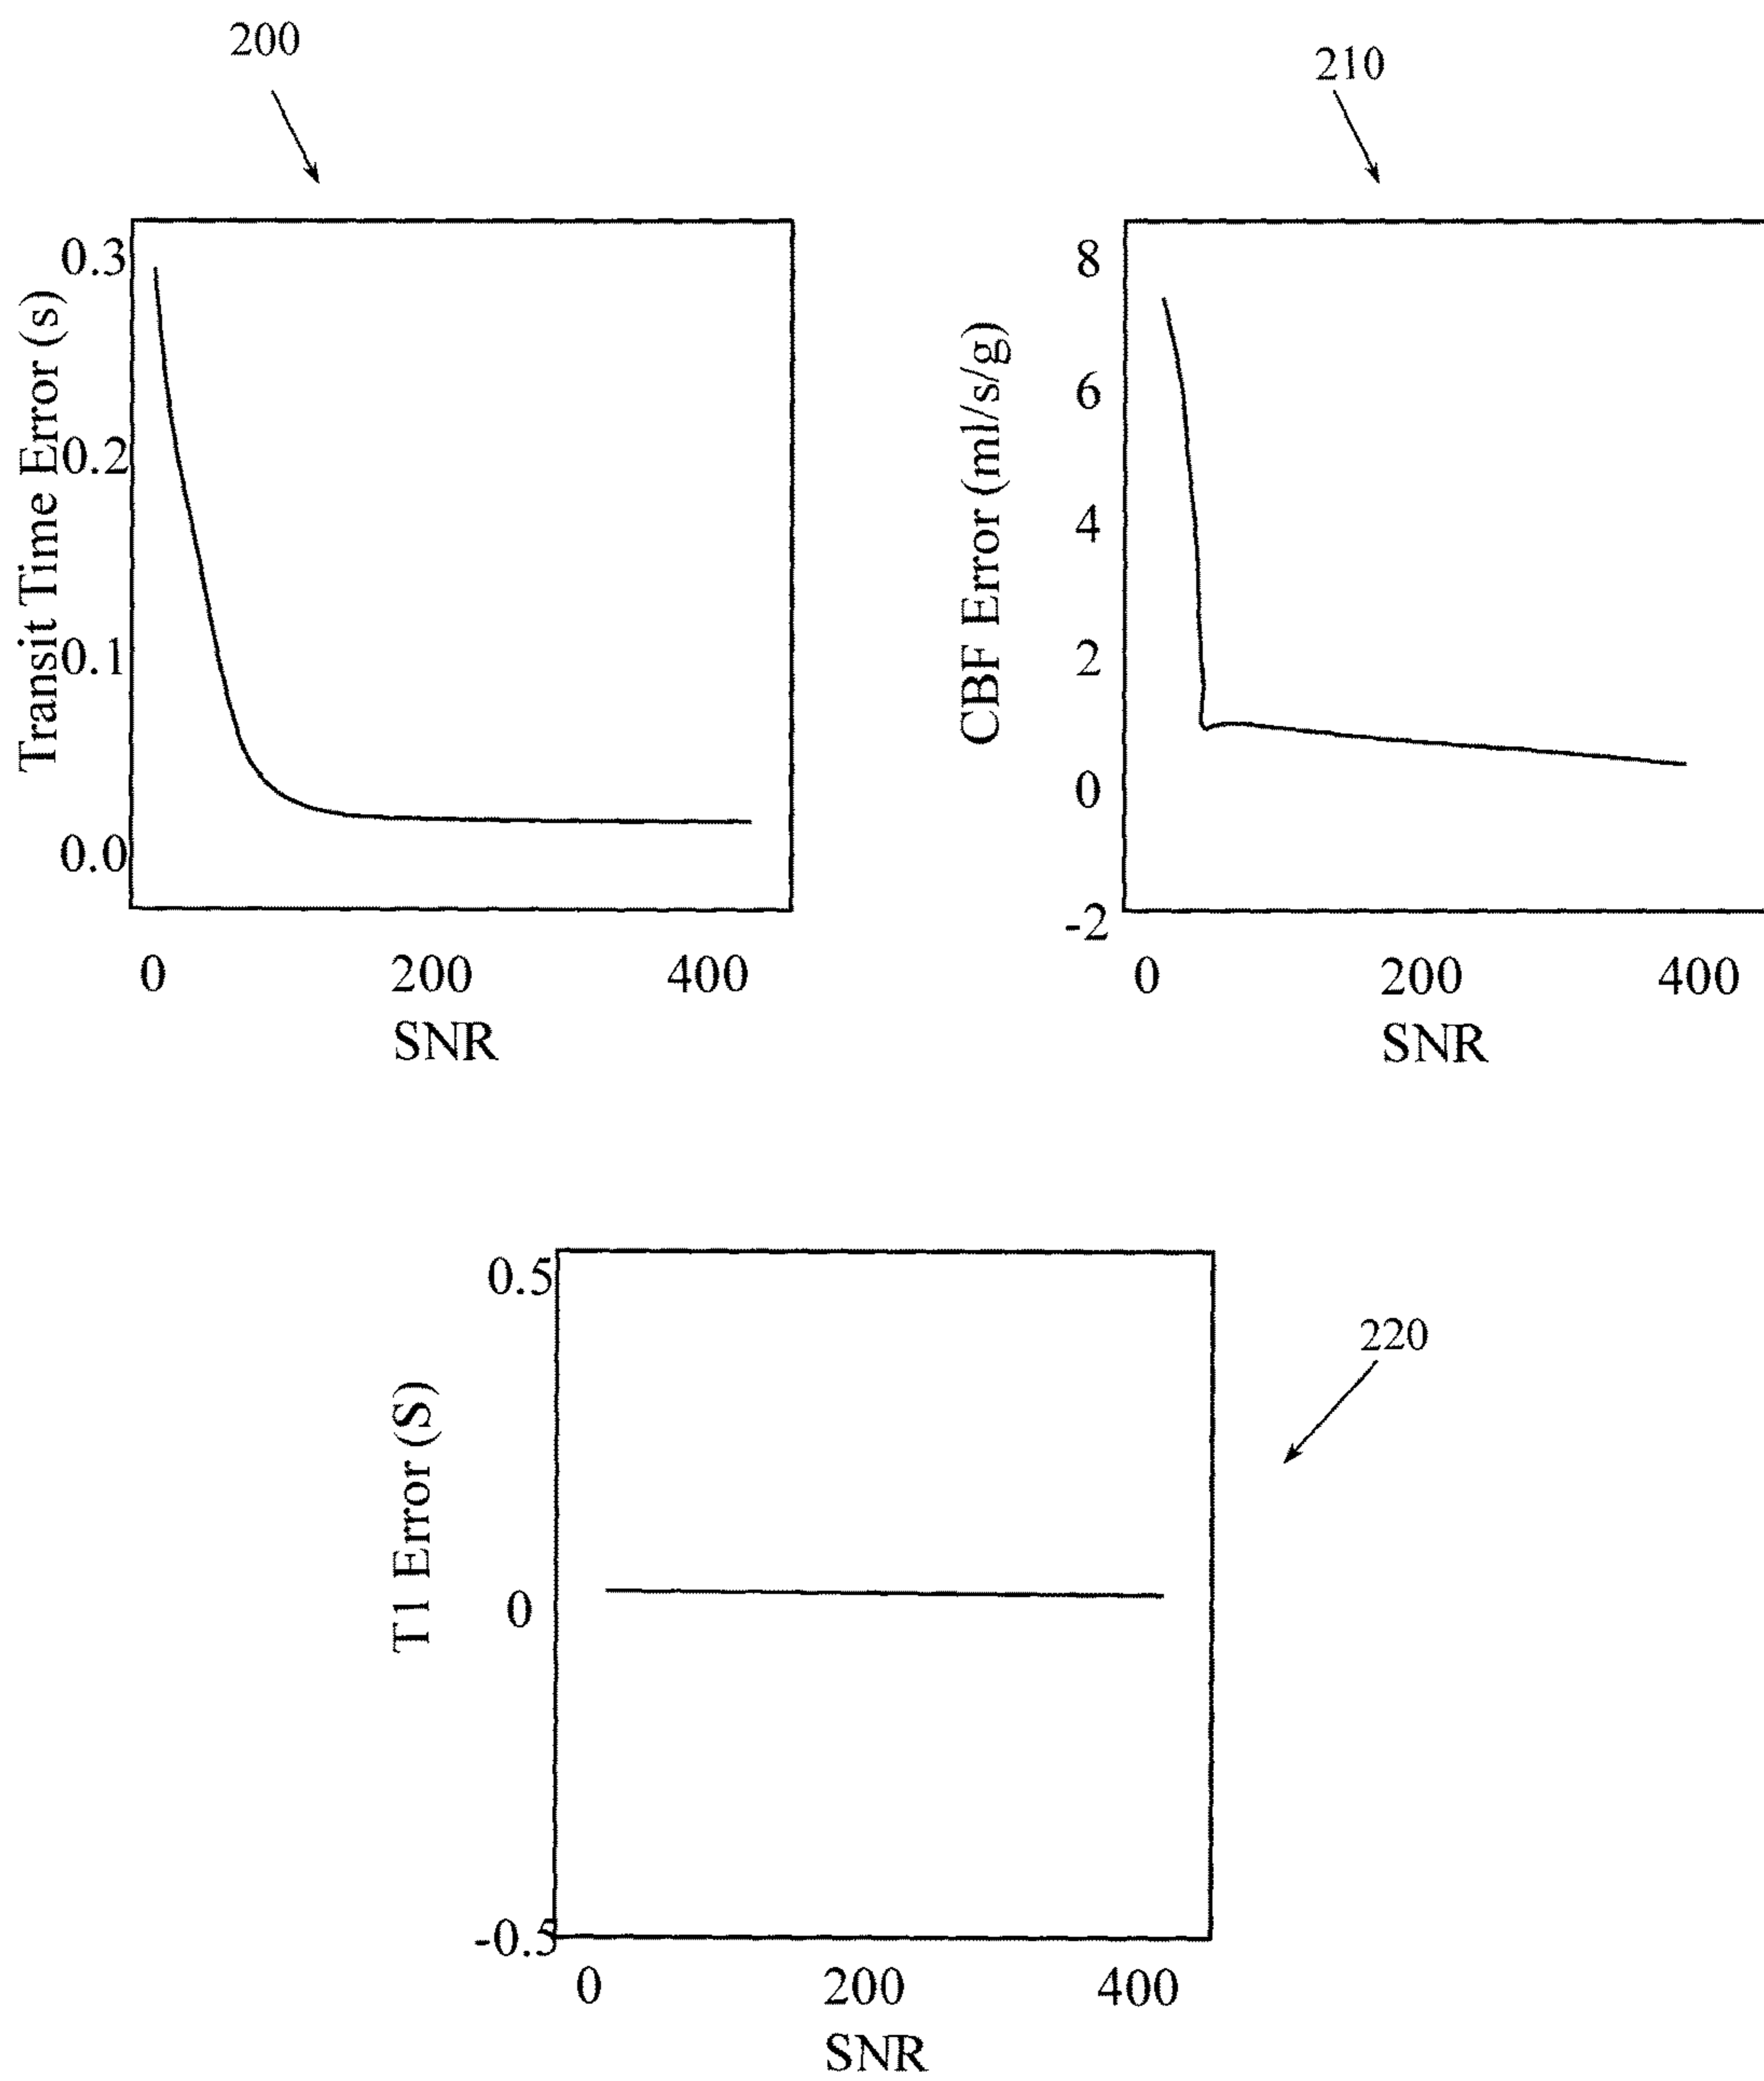 200
210
Transit Time Error (s)
0.3
0.2
0.1
0.0
0 200 400
SNR
CBF Error (ml/s/g)
8
6
4
2
0
-2
0 200 400
SNR
220
T1 Error (S)
0.5
0
-0.5
0 200 400
SNR